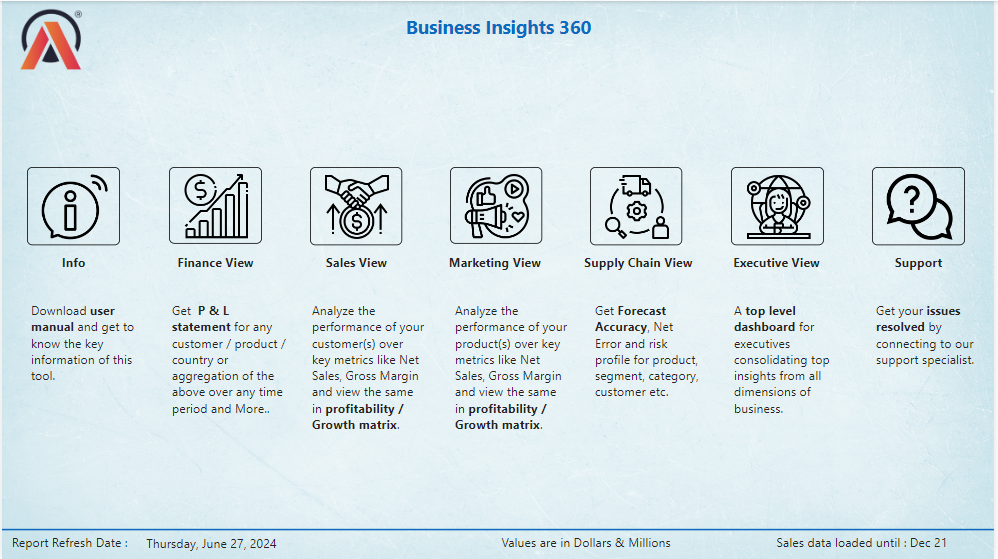 ®
Business Insights 360
Info
Finance View
Sales View
Marketing View
Supply Chain View
Executive View
Support
Download user
manual and get to
know the key
information of this
tool.
Get P & L
statement for any
customer / product /
country or
aggregation of the
above over any time
period and More..
Analyze the
performance of your
customer(s) over
key metrics like Net
Sales, Gross Margin
and view the same
in profitability /
Growth matrix.
Analyze the
performance of your
product(s) over key
metrics like Net
Sales, Gross Margin
and view the same
in profitability /
Growth matrix.
Get Forecast
Accuracy, Net
Error and risk
profile for product,
segment, category,
customer etc.
A top level
dashboard for
executives
consolidating top
insights from all
dimensions of
business.
Get your issues
resolved by
connecting to our
support specialist.
Report Refresh Date : Thursday, June 27, 2024
Values are in Dollars & Millions
Sales data loaded until : Dec 21